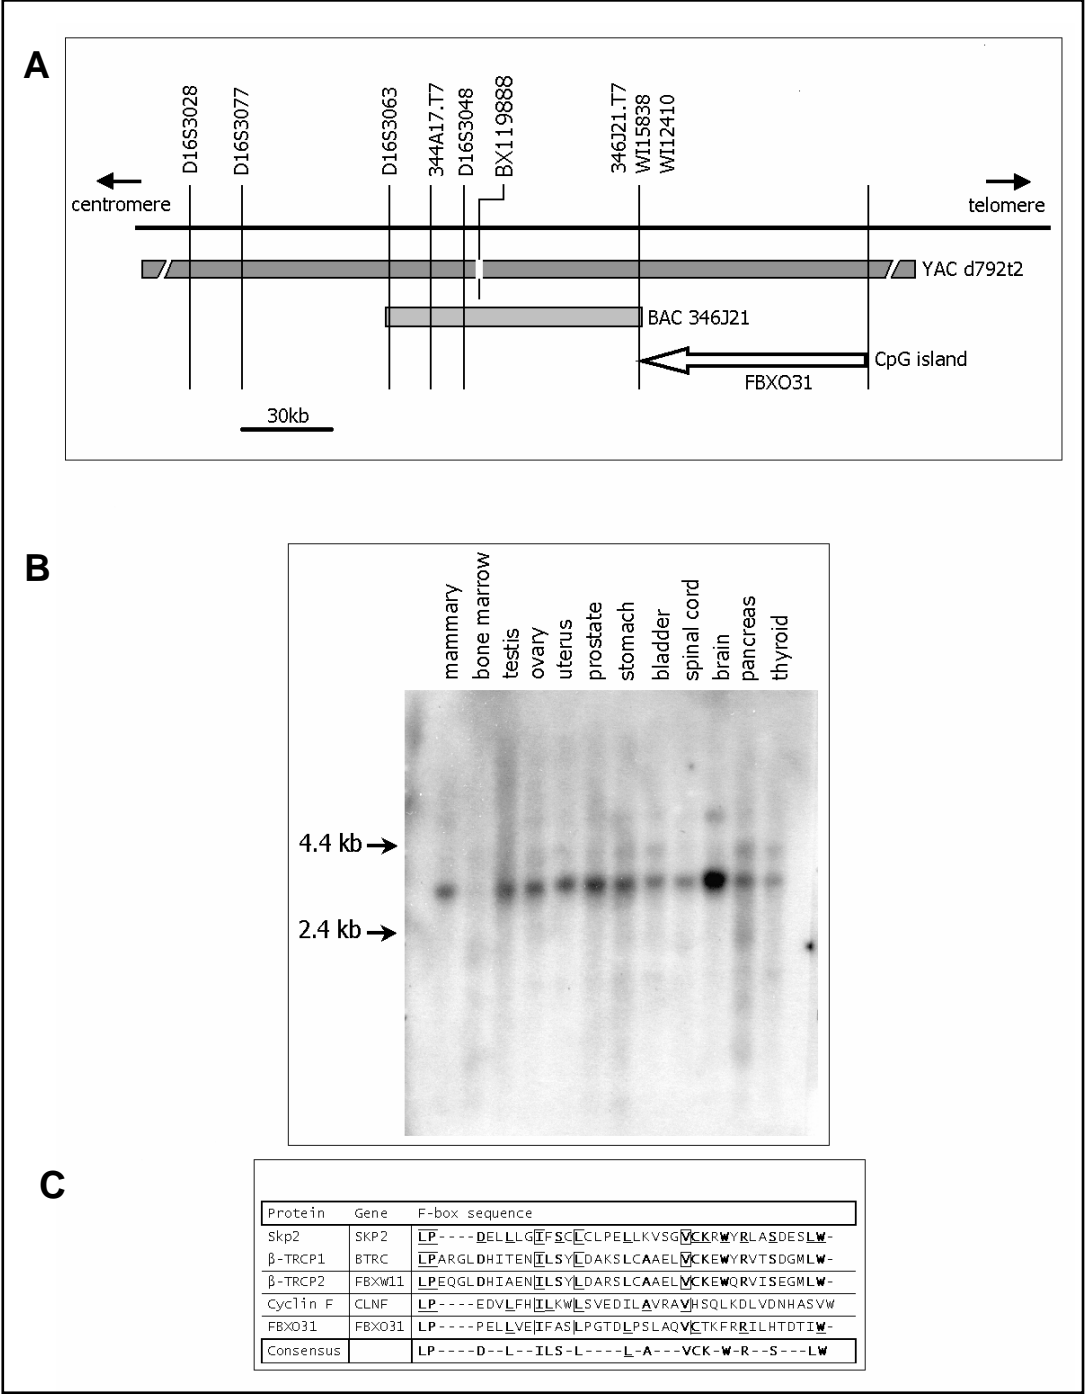 A
D16S3028
D16S3077
D16S3063
344A17.T7
D16S3048
BX119888
346J21.T7
WI15838
WI12410
centromere
telomere
YAC d792t2
BAC 346J21
CpG island
FBXO31
30kb
B
mammary
bone marrow
testis
ovary
uterus
prostate
stomach
bladder
spinal cord
brain
pancreas
thyroid
4.4 kb
2.4 kb
C
Protein Gene F-box sequence
Skp2 SKP2 LP----DELLLGIFSCLCLPELLKVSGVCKRWYRLASDESLW-
β-TRCP1 BTRC LPARGLDHITENILSYLDAKSLCAAELVCKEWYRVTSDGMLW-
β-TRCP2 FBXW11 LPEQGLDHIAENILSYLDARSLCAAELVCKEWQRVISEGMLW-
Cyclin F CLNF LP----EDVLFHILKWLSVEDILAVRAVHSQLKDLVDNHASVW
FBXO31 FBXO31 LP----PELLVEIFASLPGTDLPSLAQVCTKFRRILHTDTIW-
Consensus LP----D--L--ILS-L----L-A---VCK-W-R--S---LW